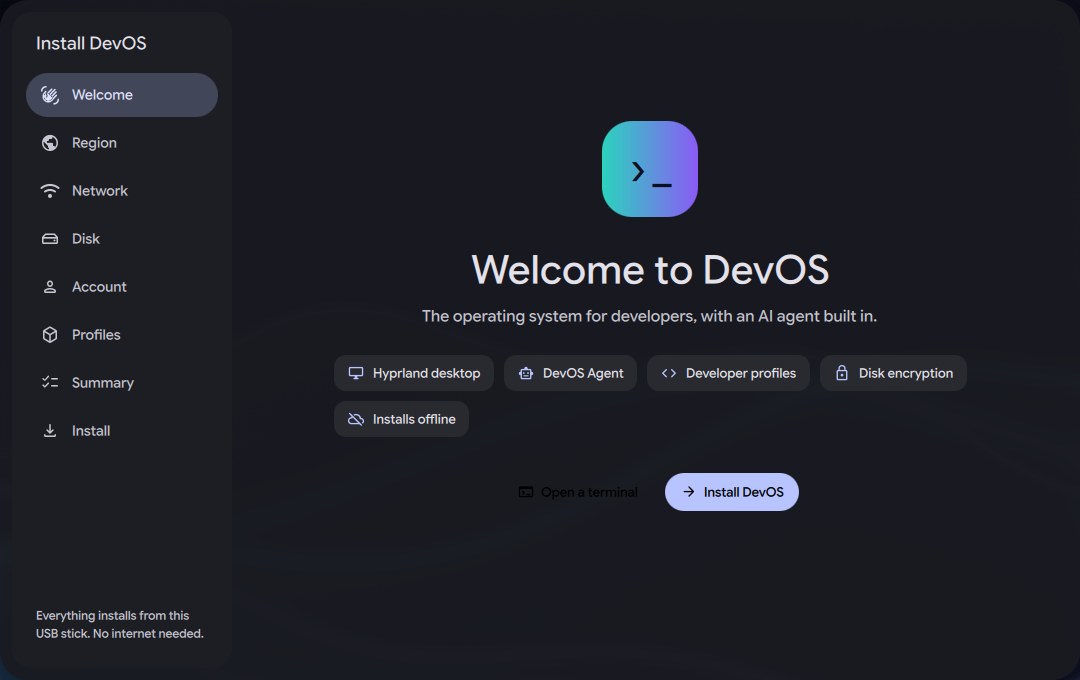 Install DevOS
Welcome
Region
Network
Disk
Account
Profiles
Summary
Install
Everything installs from this
USB stick. No internet needed.
›_
Welcome to DevOS
The operating system for developers, with an AI agent built in.
Hyprland desktop
DevOS Agent
Developer profiles
Disk encryption
Installs offline
Open a terminal
Install DevOS